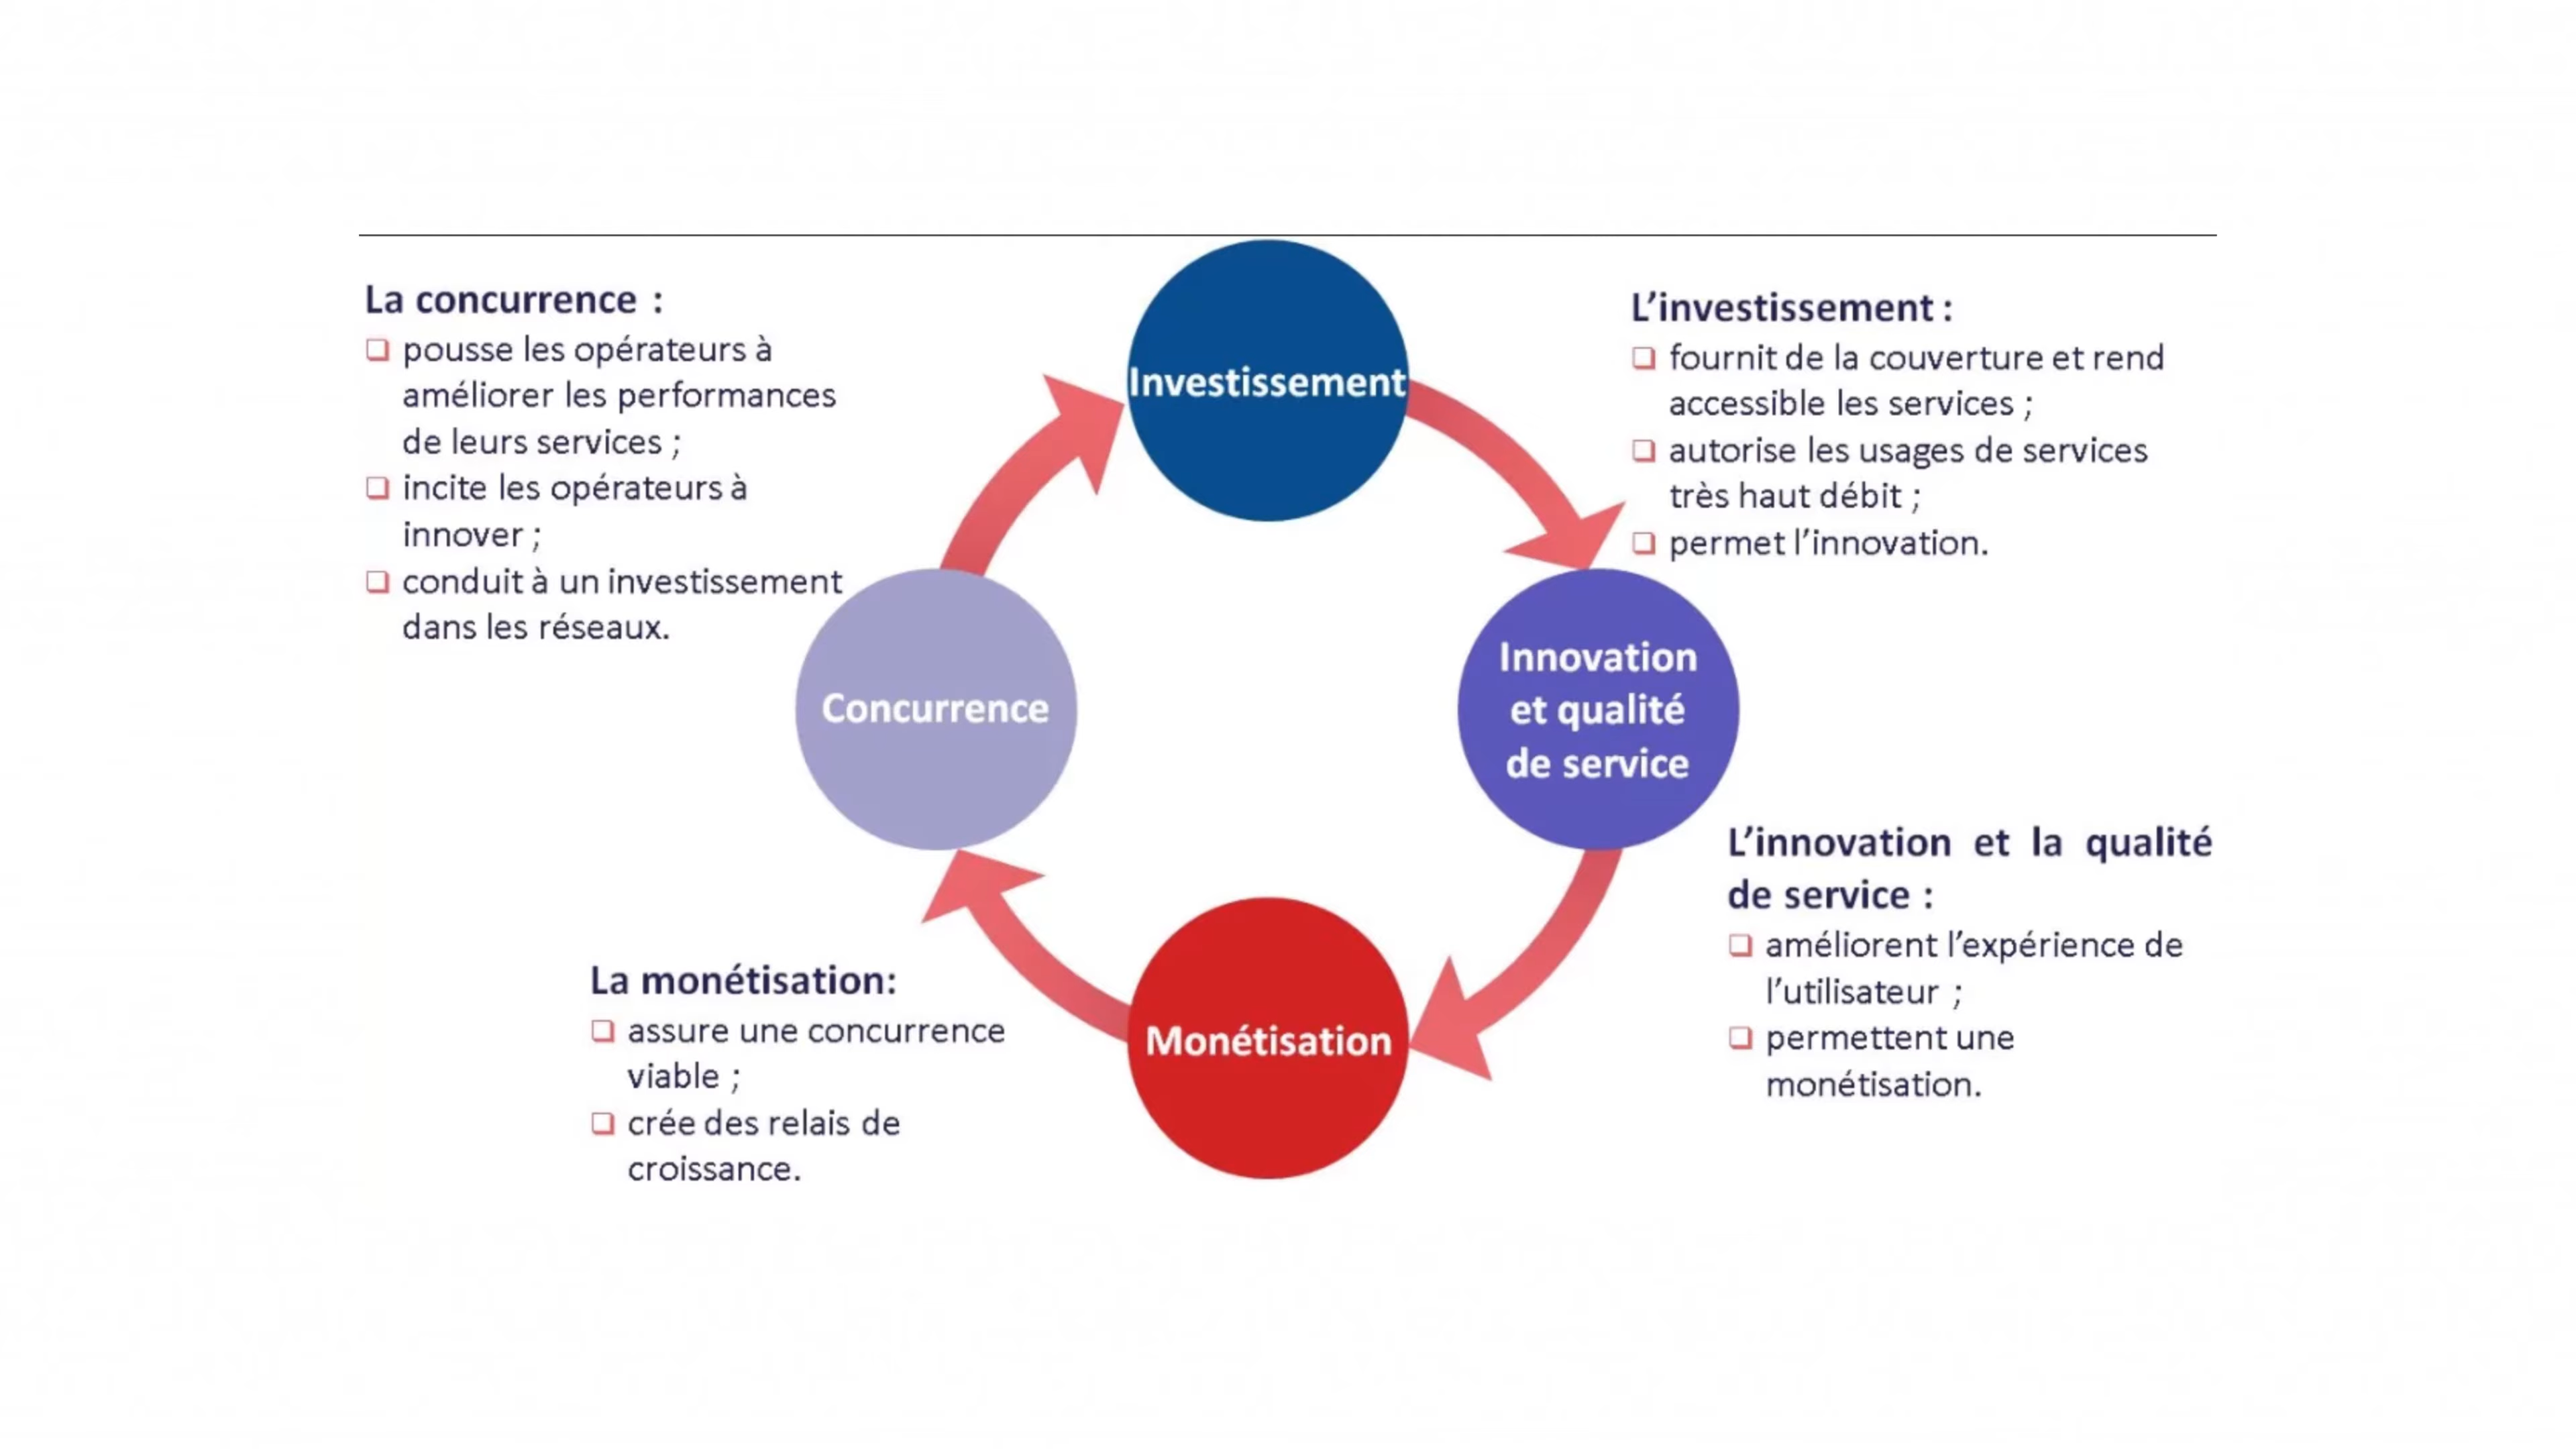 La concurrence :
❑ pousse les opérateurs à
améliorer les performances
de leurs services ;
❑ incite les opérateurs à
innover ;
❑ conduit à un investissement
dans les réseaux.
Investissement
L’investissement :
❑ fournit de la couverture et rend
accessible les services ;
❑ autorise les usages de services
très haut débit ;
❑ permet l’innovation.
Concurrence
Innovation
et qualité
de service
L’innovation et la qualité
de service :
❑ améliorent l’expérience de
l’utilisateur ;
❑ permettent une
monétisation.
La monétisation:
❑ assure une concurrence
viable ;
❑ crée des relais de
croissance.
Monétisation